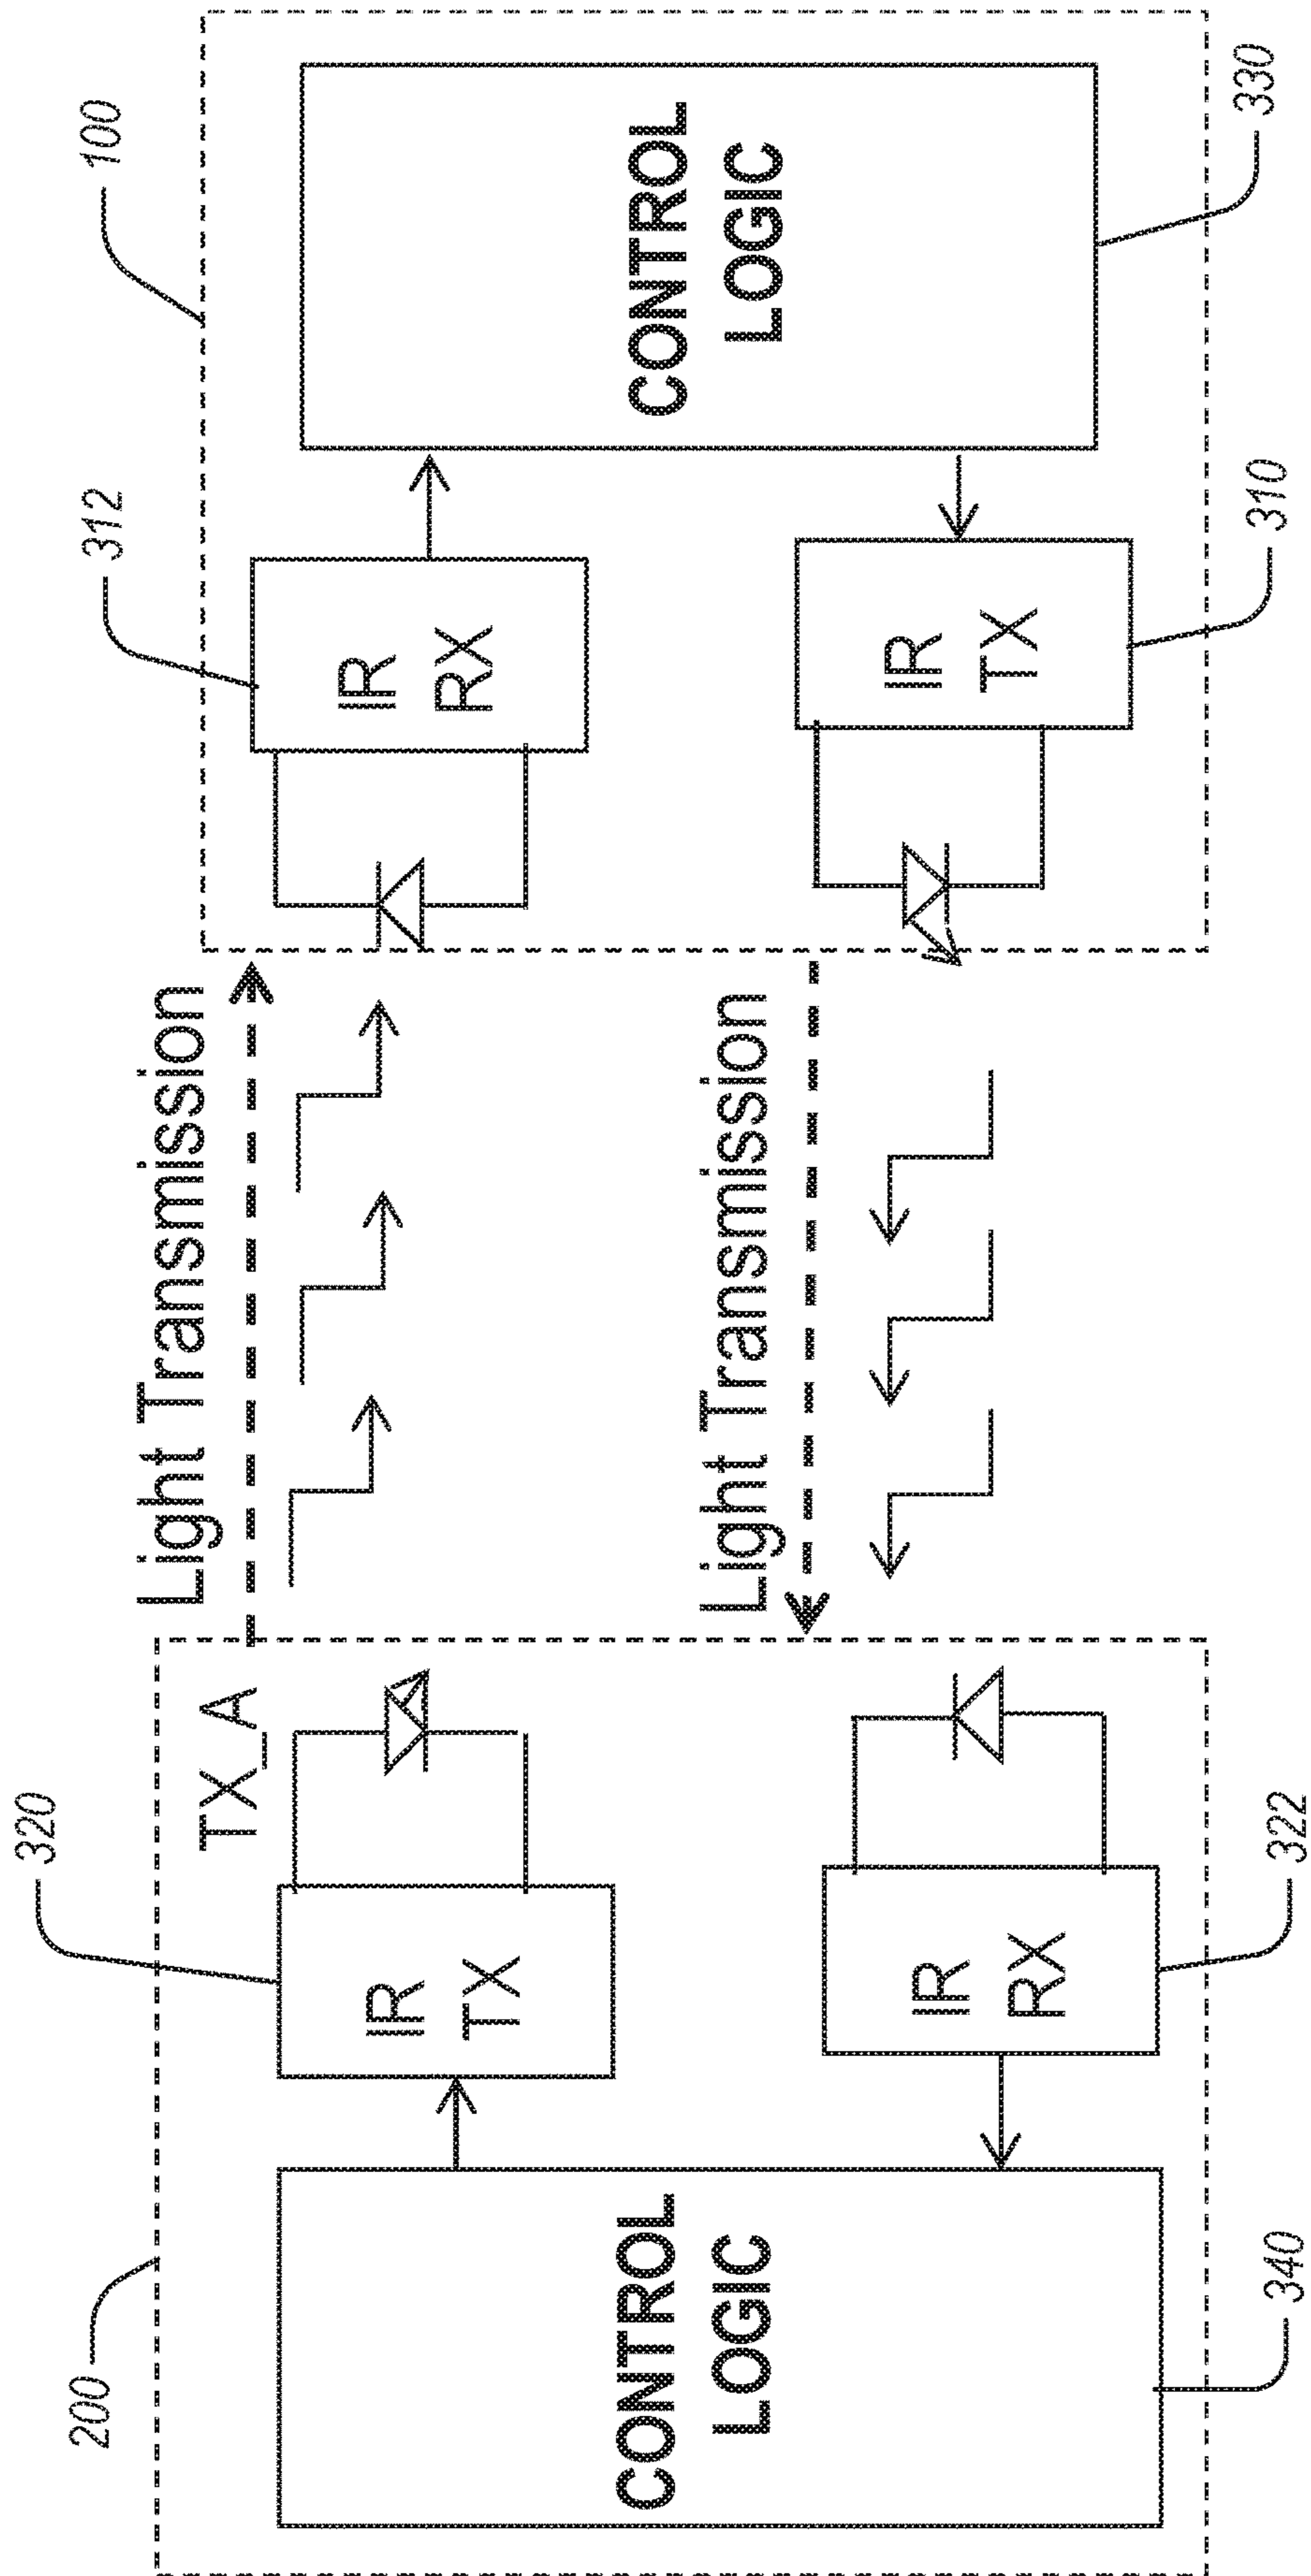 200
320
312
100
TX_A
Light Transmission
CONTROL
LOGIC
IR
TX
IR
RX
CONTROL
LOGIC
Light Transmission
IR
RX
IR
TX
340
322
310
330